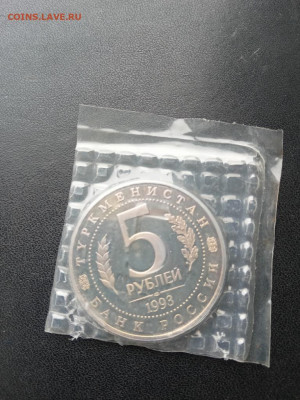 COINS.LAVE.RU
ТУРКМЕНИСТАН
5
РУБЛЕЙ
1993
БАНК РОССИИ